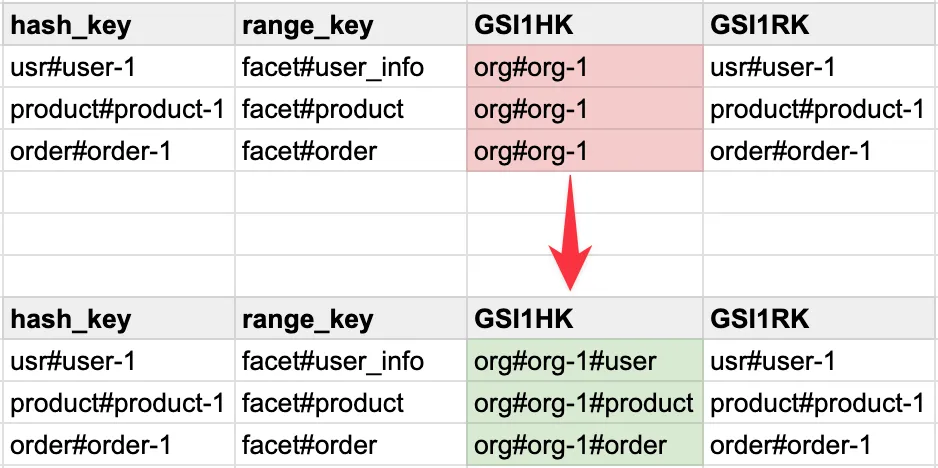 hash_key range_key GSI1HK GSI1RK
usr#user-1 facet#user_info org#org-1 usr#user-1
product#product-1 facet#product org#org-1 product#product-1
order#order-1 facet#order org#org-1 order#order-1
hash_key range_key GSI1HK GSI1RK
usr#user-1 facet#user_info org#org-1#user usr#user-1
product#product-1 facet#product org#org-1#product product#product-1
order#order-1 facet#order org#org-1#order order#order-1